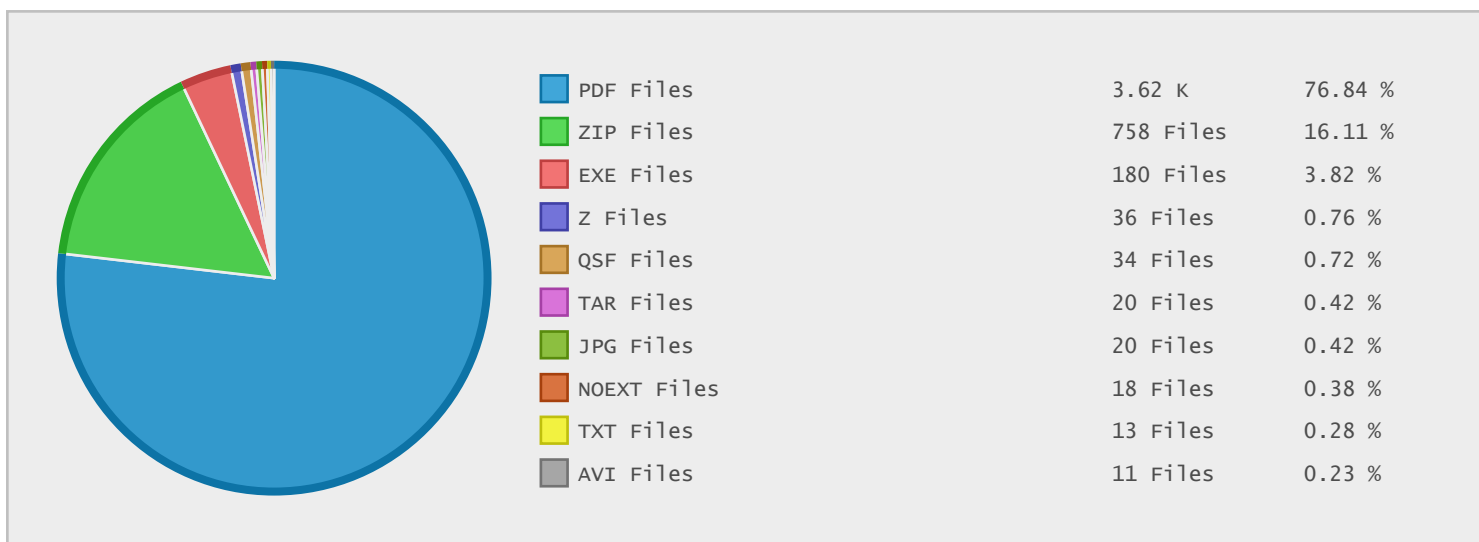 PDF Files 3.62 K 76.84 %
ZIP Files 758 Files 16.11 %
EXE Files 180 Files 3.82 %
Z Files 36 Files 0.76 %
QSF Files 34 Files 0.72 %
TAR Files 20 Files 0.42 %
JPG Files 20 Files 0.42 %
NOEXT Files 18 Files 0.38 %
TXT Files 13 Files 0.28 %
AVI Files 11 Files 0.23 %